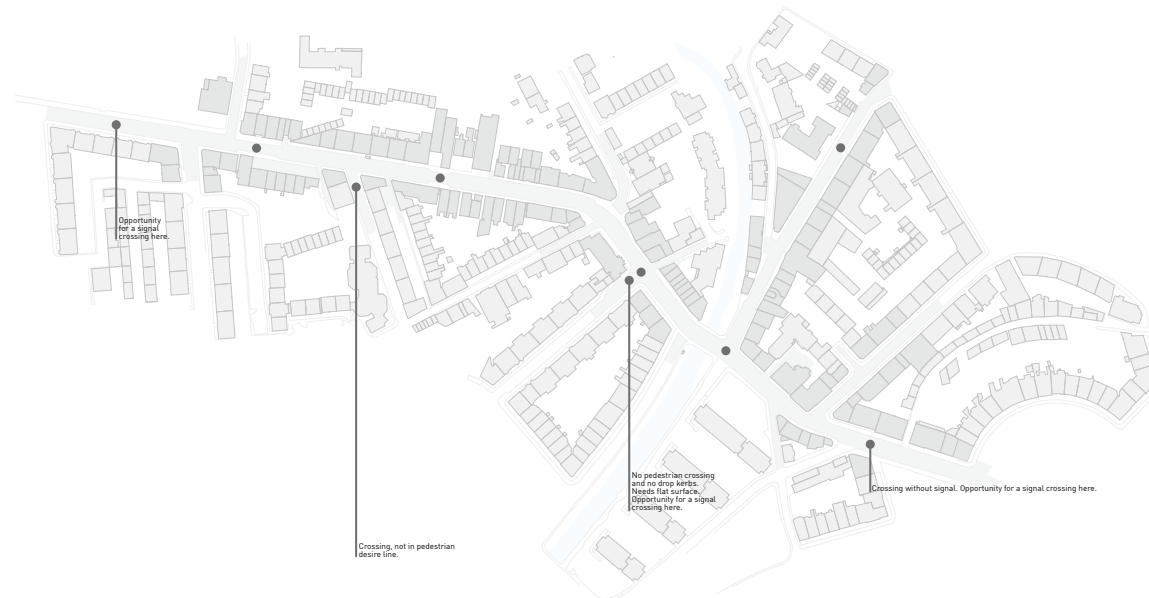 Opportunity
for a signal
crossing here.
No pedestrian crossing
and no drop kerbs.
Needs flat surface.
Opportunity for a signal
crossing here.
Crossing without signal. Opportunity for a signal crossing here.
Crossing, not in pedestrian
desire line.